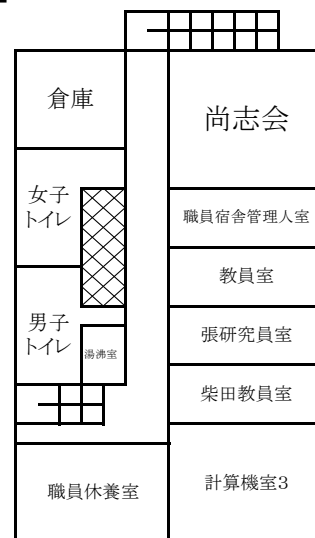 倉庫
尚志会
女子
トイレ
職員宿舎管理人室
教員室
男子
トイレ
湯沸室
張研究員室
柴田教員室
職員休養室
計算機室3